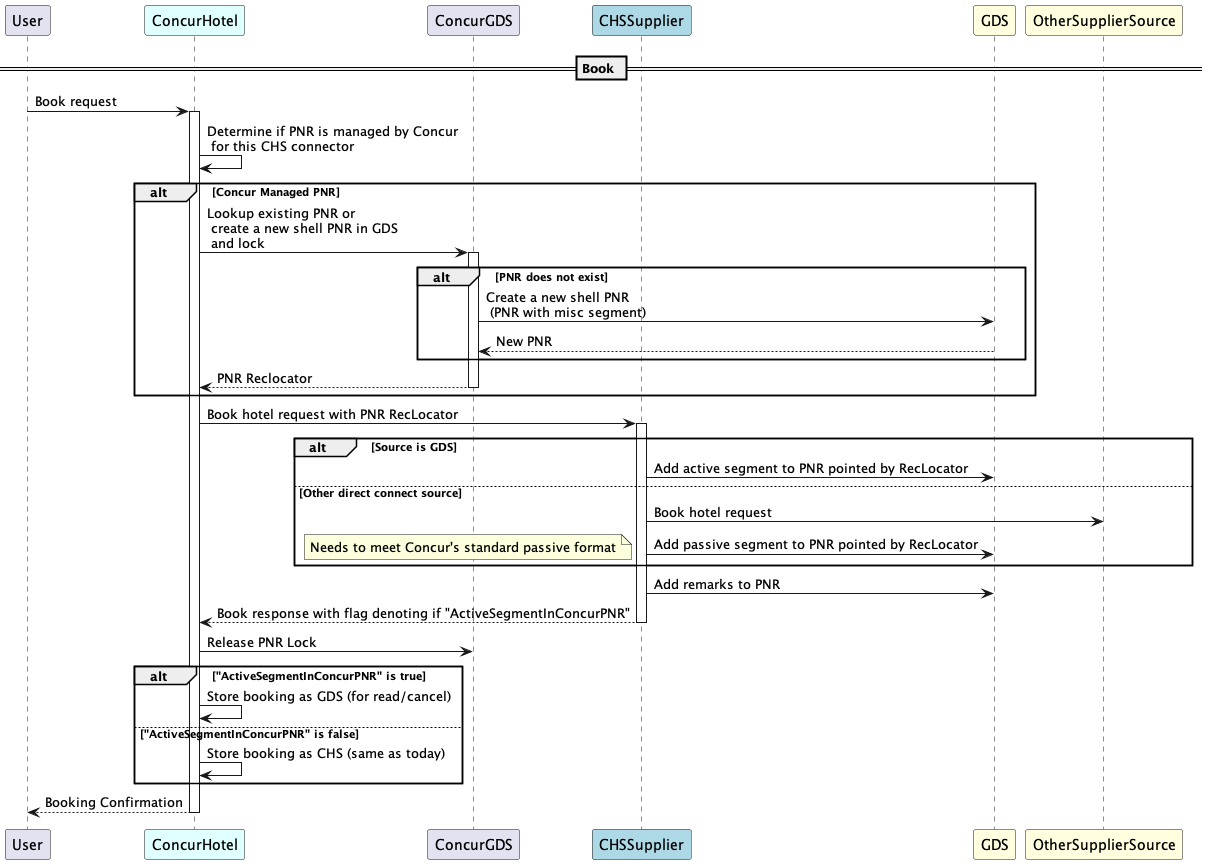 User
ConcurHotel
ConcurGDS
CHSSupplier
GDS
OtherSupplierSource
Book
Book request
Determine if PNR is managed by Concur
for this CHS connector
alt
[Concur Managed PNR]
Lookup existing PNR or
create a new shell PNR in GDS
and lock
alt
[PNR does not exist]
Create a new shell PNR
(PNR with misc segment)
New PNR
PNR Reclocator
Book hotel request with PNR RecLocator
alt
[Source is GDS]
Add active segment to PNR pointed by RecLocator
[Other direct connect source]
Book hotel request
Needs to meet Concur's standard passive format
Add passive segment to PNR pointed by RecLocator
Add remarks to PNR
Book response with flag denoting if "ActiveSegmentInConcurPNR"
Release PNR Lock
alt
["ActiveSegmentInConcurPNR" is true]
Store booking as GDS (for read/cancel)
["ActiveSegmentInConcurPNR" is false]
Store booking as CHS (same as today)
Booking Confirmation
User
ConcurHotel
ConcurGDS
CHSSupplier
GDS
OtherSupplierSource